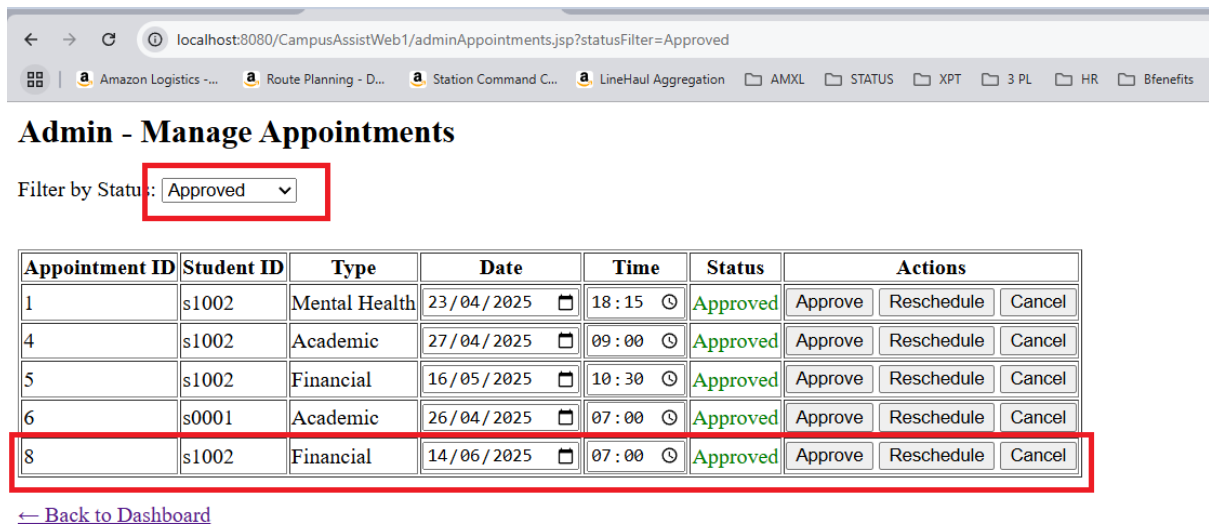 localhost:8080/CampusAssistWeb1/adminAppointments.jsp?statusFilter=Approved
Amazon Logistics -... Route Planning - D... Station Command C... LineHaul Aggregation AMXL STATUS XPT 3 PL HR Bfenefits
Admin - Manage Appointments
Filter by Status: Approved
Appointment ID Student ID Type Date Time Status Actions
1 s1002 Mental Health 23/04/2025 18:15 Approved Approve Reschedule Cancel
4 s1002 Academic 27/04/2025 09:00 Approved Approve Reschedule Cancel
5 s1002 Financial 16/05/2025 10:30 Approved Approve Reschedule Cancel
6 s0001 Academic 26/04/2025 07:00 Approved Approve Reschedule Cancel
8 s1002 Financial 14/06/2025 07:00 Approved Approve Reschedule Cancel
← Back to Dashboard